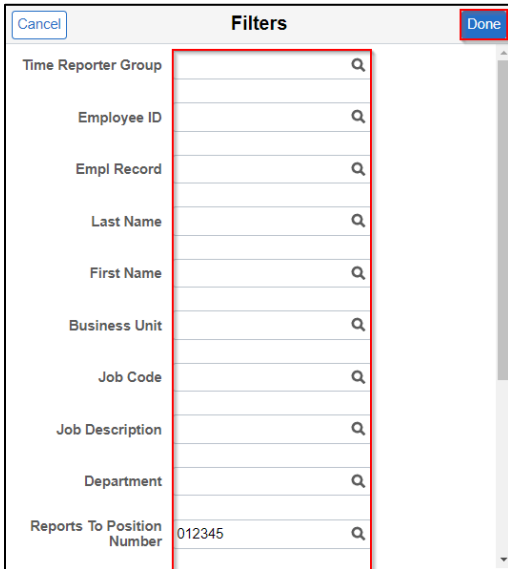 Cancel
Filters
Done
Time Reporter Group
Employee ID
Empl Record
Last Name
First Name
Business Unit
Job Code
Job Description
Department
Reports To Position
Number
012345